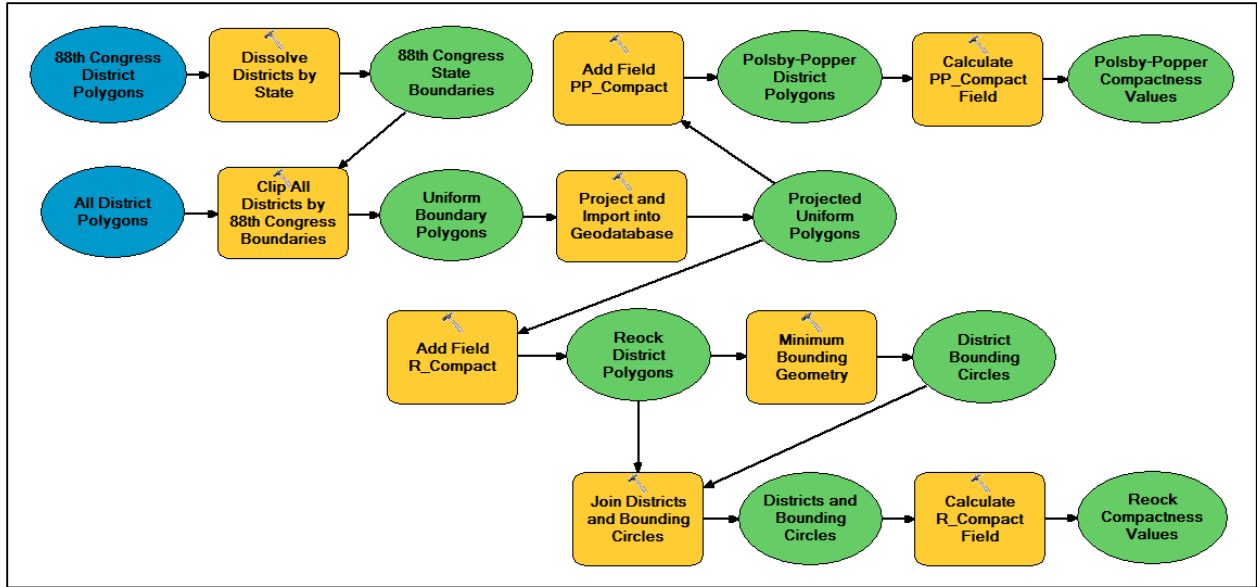 88th Congress
District
Polygons
Dissolve
Districts by
State
88th Congress
State
Boundaries
Add Field
PP_Compact
Polsby-Popper
District
Polygons
Calculate
PP_Compact
Field
Polsby-Popper
Compactness
Values
All District
Polygons
Clip All
Districts by
88th Congress
Boundaries
Uniform
Boundary
Polygons
Project and
Import into
Geodatabase
Projected
Uniform
Polygons
Add Field
R_Compact
Reock
District
Polygons
Minimum
Bounding
Geometry
District
Bounding
Circles
Join Districts
and Bounding
Circles
Districts and
Bounding
Circles
Calculate
R_Compact
Field
Reock
Compactness
Values